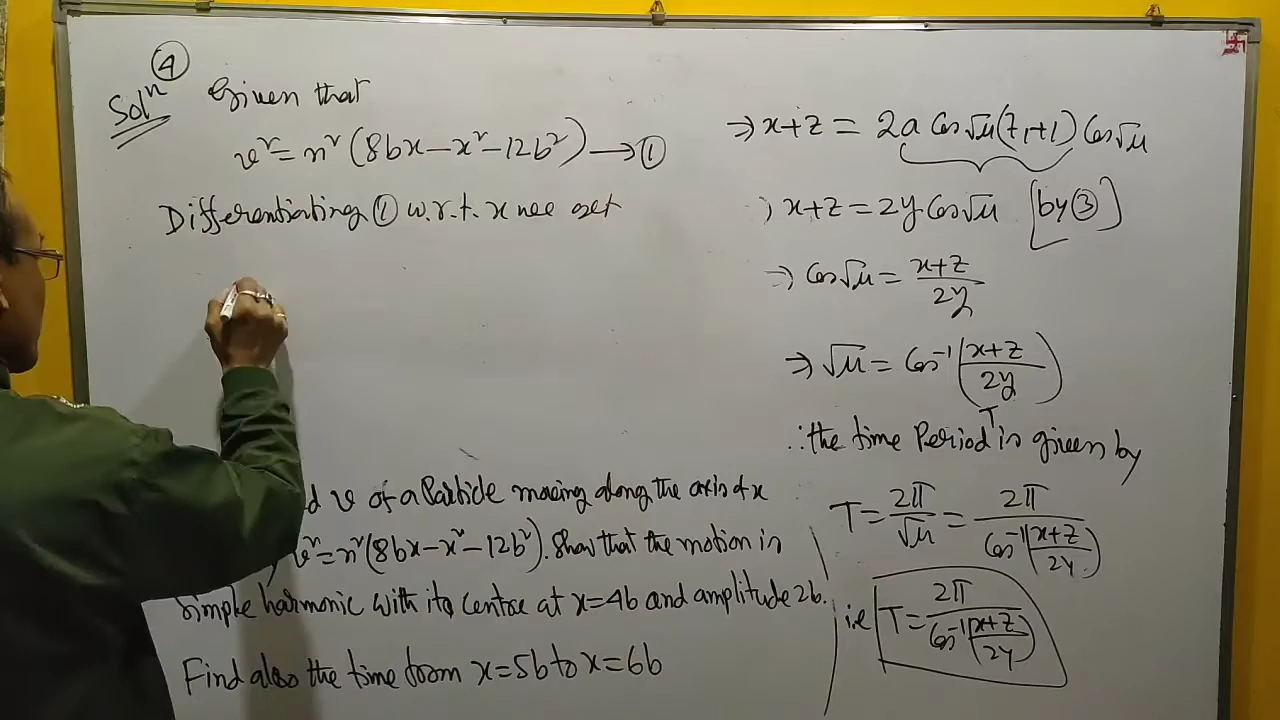 Solⁿ ④ Given that
v² = n²(8bx − x² − 12b²) ⟶ ①
Differentiating ① w.r.t. x we get
v of a Particle moving along the axis of x
v² = n²(8bx − x² − 12b²). Show that the motion is
Simple harmonic with its centre at x=4b and amplitude 2b.
Find also the time from x=5b to x=6b
⇒ x+z = 2a Cos√μ(t₁+1) Cos√μ
⇒ x+z = 2y Cos√μ [by ③]
⇒ Cos√μ = (x+z)/2y
⇒ √μ = Cos⁻¹((x+z)/2y)
∴ the time Period T is given by
T = 2π/√μ = 2π/Cos⁻¹((x+z)/2y)
i.e T = 2π/Cos⁻¹((x+z)/2y)